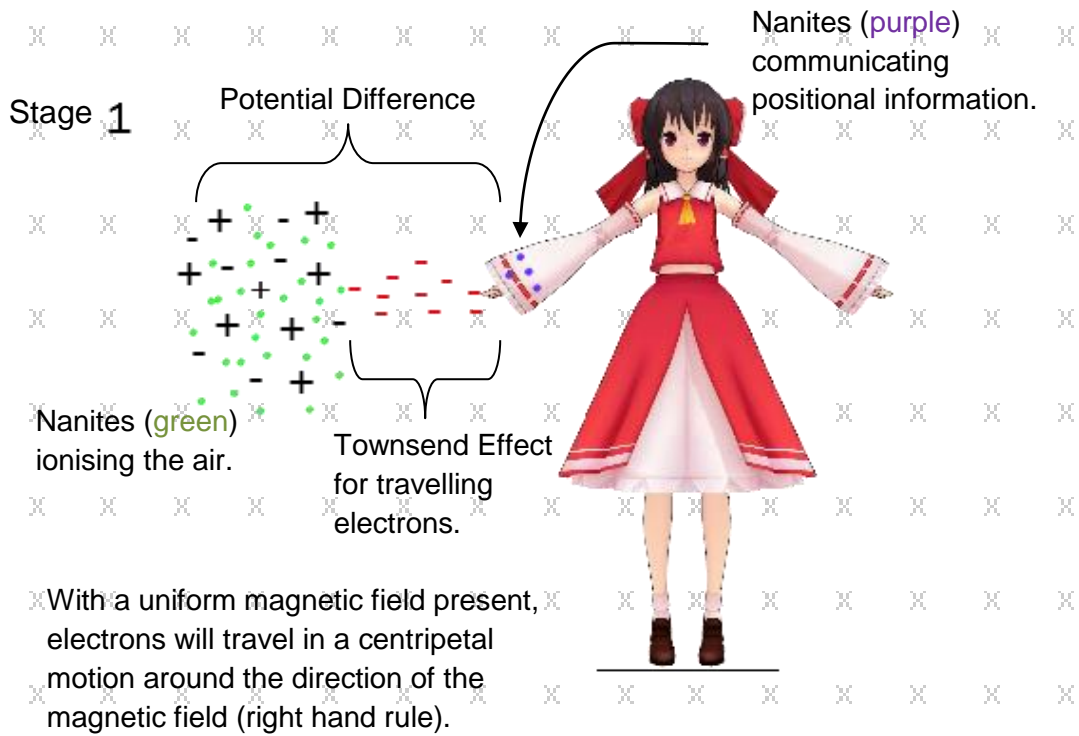 Nanites (purple)
communicating
positional information.
Stage 1
Potential Difference
Nanites (green)
ionising the air.
Townsend Effect
for travelling
electrons.
With a uniform magnetic field present,
electrons will travel in a centripetal
motion around the direction of the
magnetic field (right hand rule).